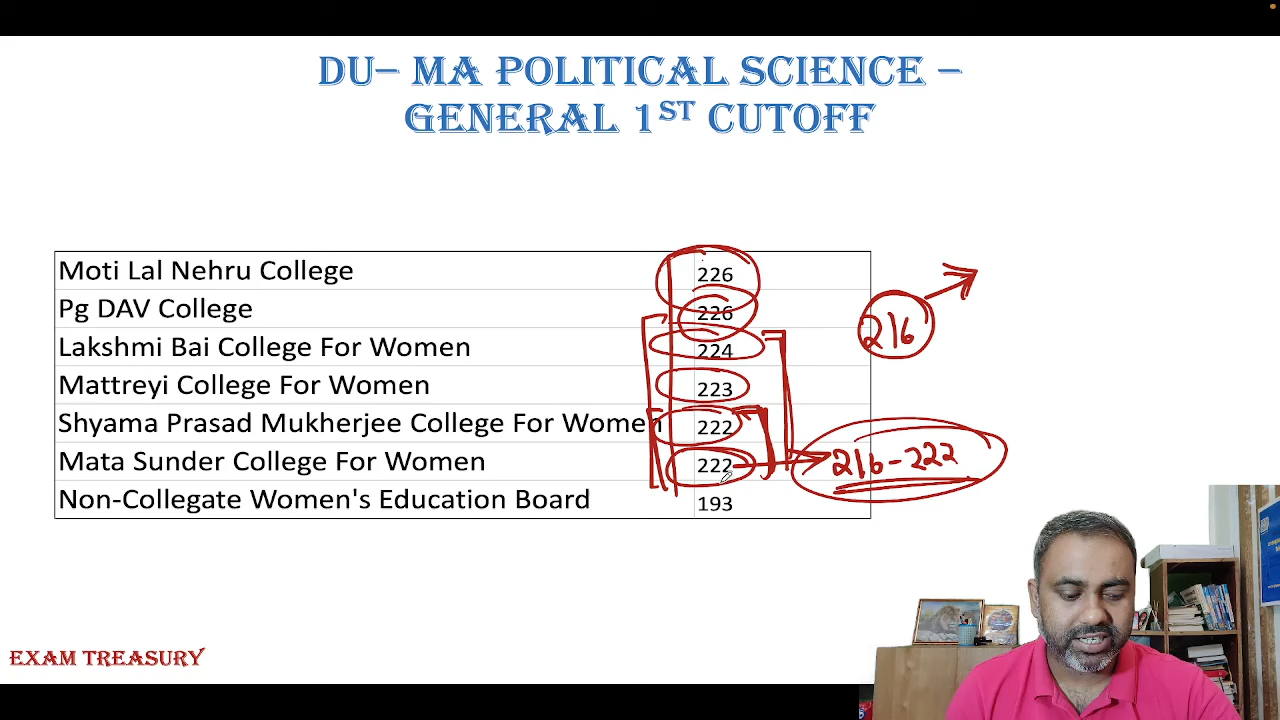 DU– MA POLITICAL SCIENCE –
GENERAL 1ST CUTOFF
Moti Lal Nehru College 226
Pg DAV College 226
Lakshmi Bai College For Women 224
Mattreyi College For Women 223
Shyama Prasad Mukherjee College For Women 222
Mata Sunder College For Women 222
Non-Collegate Women's Education Board 193
216
216-222
EXAM TREASURY